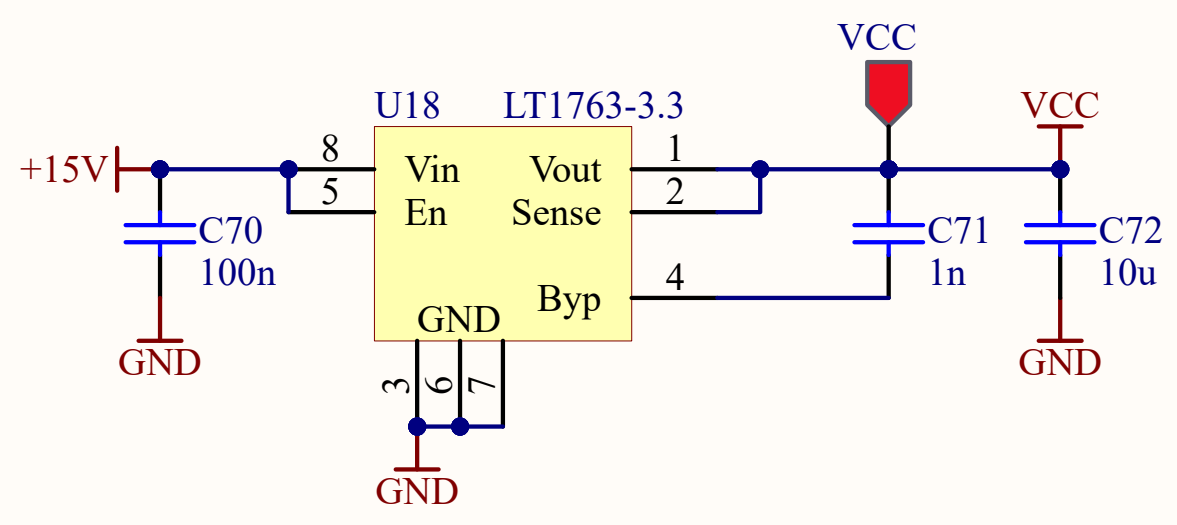 VCC
U18 LT1763-3.3
VCC
+15V
8 Vin Vout 1
5 En Sense 2
C70
100n
C71
1n
C72
10u
Byp 4
GND
3 6 7
GND
GND
GND